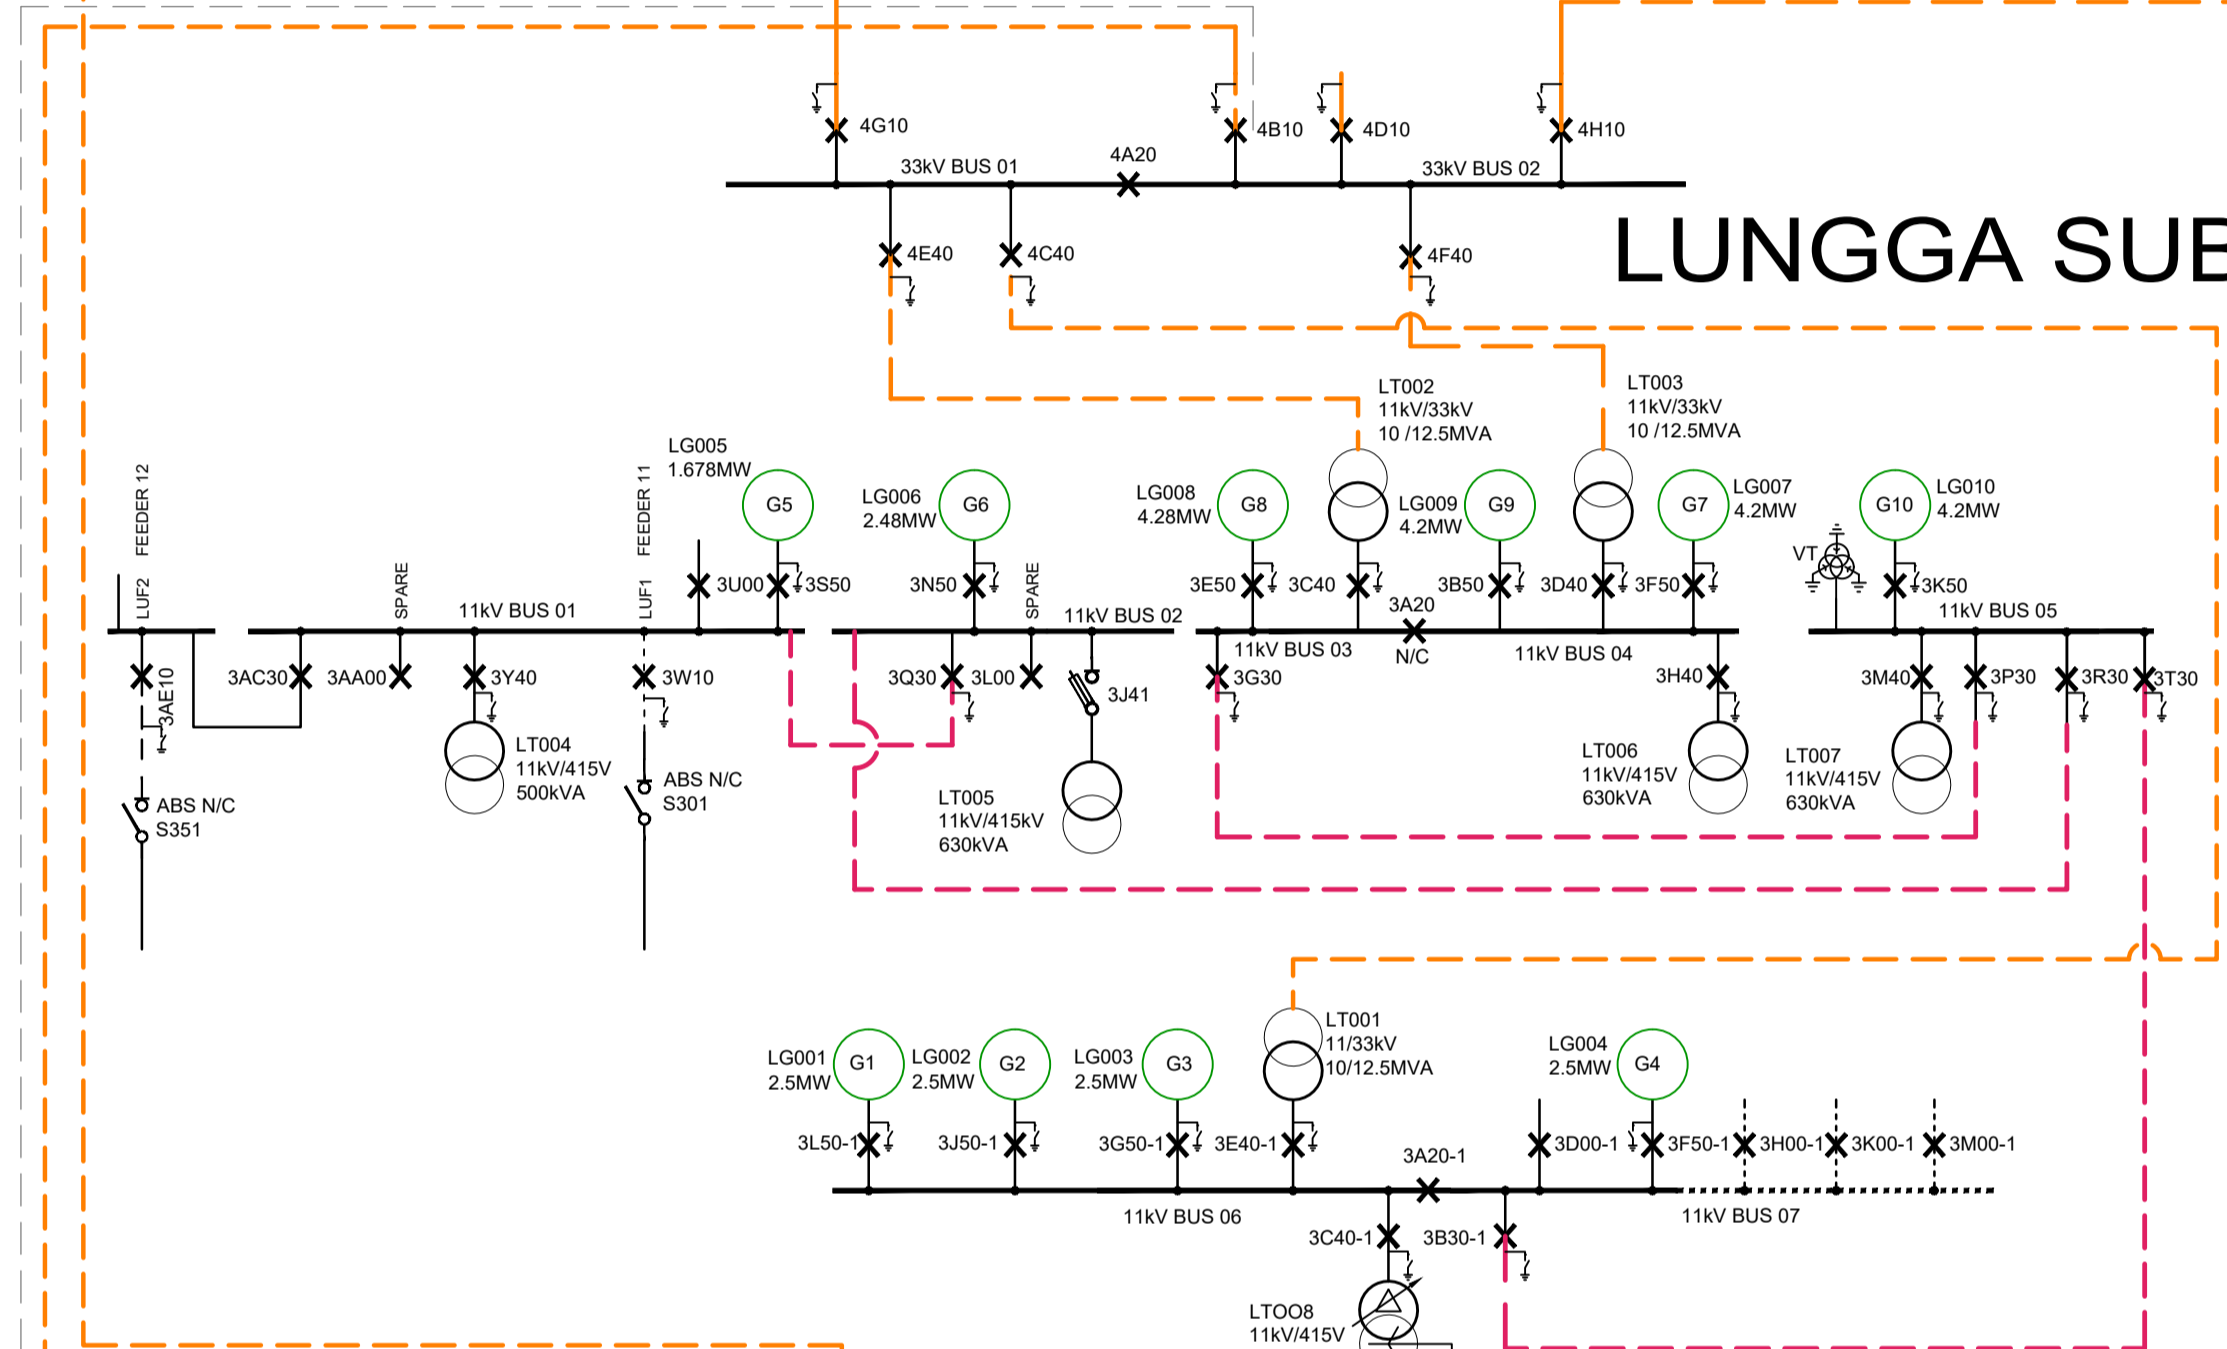 4G10
4B10
4D10
4H10
4A20
33kV BUS 01
33kV BUS 02
4E40
4C40
4F40
LUNGGA SUB
LT002
11kV/33kV
10 /12.5MVA
LT003
11kV/33kV
10 /12.5MVA
FEEDER 12
LUF2
SPARE
11kV BUS 01
FEEDER 11
LUF1
LG005
1.678MW
G5
3U00
3S50
LG006
2.48MW
G6
3N50
SPARE
11kV BUS 02
LG008
4.28MW
G8
3E50
3C40
LG009
4.2MW
G9
3B50
3D40
3F50
G7
LG007
4.2MW
3A20
N/C
11kV BUS 03
11kV BUS 04
VT
G10
LG010
4.2MW
3K50
11kV BUS 05
3AE10
3AC30
3AA00
3Y40
3W10
3Q30
3L00
3J41
3G30
3H40
3M40
3P30
3R30
3T30
ABS N/C
S351
LT004
11kV/415V
500kVA
ABS N/C
S301
LT005
11kV/415kV
630kVA
LT006
11kV/415V
630kVA
LT007
11kV/415V
630kVA
LG001
2.5MW
G1
LG002
2.5MW
G2
LG003
2.5MW
G3
LT001
11/33kV
10/12.5MVA
LG004
2.5MW
G4
3L50-1
3J50-1
3G50-1
3E40-1
3A20-1
3D00-1
3F50-1
3H00-1
3K00-1
3M00-1
11kV BUS 06
11kV BUS 07
3C40-1
3B30-1
LTOO8
11kV/415V